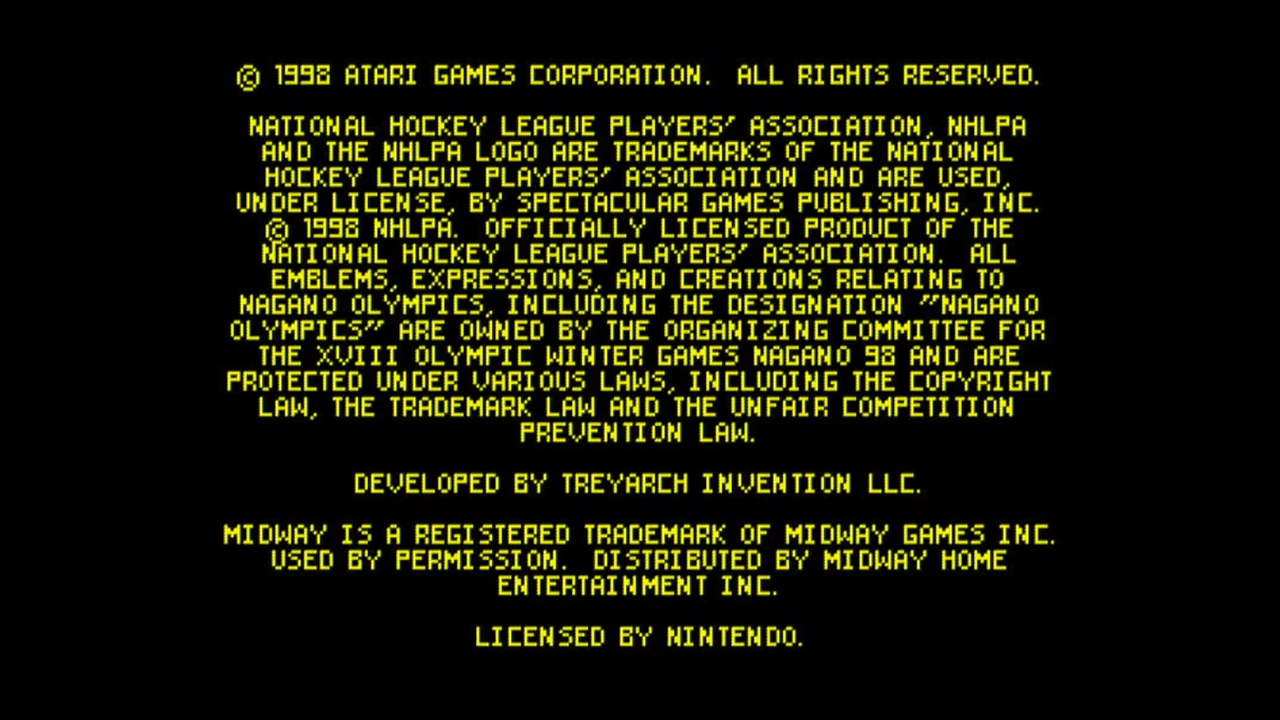 © 1998 ATARI GAMES CORPORATION. ALL RIGHTS RESERVED.
NATIONAL HOCKEY LEAGUE PLAYERS' ASSOCIATION, NHLPA
AND THE NHLPA LOGO ARE TRADEMARKS OF THE NATIONAL
HOCKEY LEAGUE PLAYERS' ASSOCIATION AND ARE USED,
UNDER LICENSE, BY SPECTACULAR GAMES PUBLISHING, INC.
© 1998 NHLPA. OFFICIALLY LICENSED PRODUCT OF THE
NATIONAL HOCKEY LEAGUE PLAYERS' ASSOCIATION. ALL
EMBLEMS, EXPRESSIONS, AND CREATIONS RELATING TO
NAGANO OLYMPICS, INCLUDING THE DESIGNATION "NAGANO
OLYMPICS" ARE OWNED BY THE ORGANIZING COMMITTEE FOR
THE XVIII OLYMPIC WINTER GAMES NAGANO 98 AND ARE
PROTECTED UNDER VARIOUS LAWS, INCLUDING THE COPYRIGHT
LAW, THE TRADEMARK LAW AND THE UNFAIR COMPETITION
PREVENTION LAW.
DEVELOPED BY TREYARCH INVENTION LLC.
MIDWAY IS A REGISTERED TRADEMARK OF MIDWAY GAMES INC.
USED BY PERMISSION. DISTRIBUTED BY MIDWAY HOME
ENTERTAINMENT INC.
LICENSED BY NINTENDO.